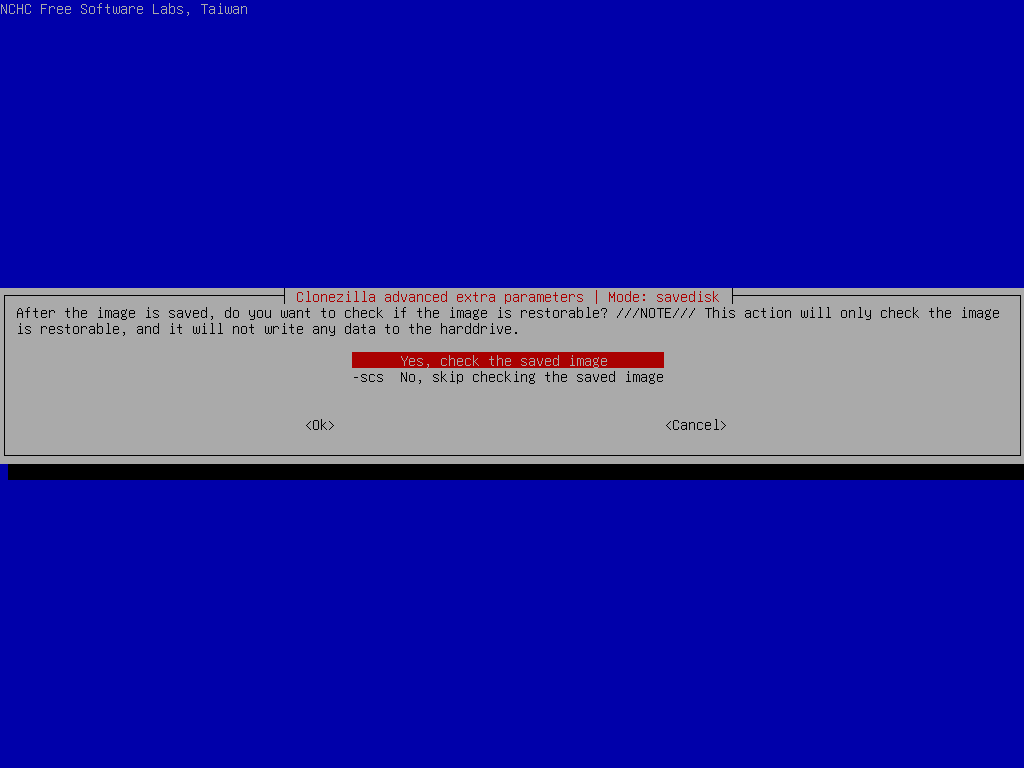 NCHC Free Software Labs, Taiwan
Clonezilla advanced extra parameters | Mode: savedisk
After the image is saved, do you want to check if the image is restorable? ///NOTE/// This action will only check the image
is restorable, and it will not write any data to the harddrive.
Yes, check the saved image
-scs  No, skip checking the saved image
<Ok> <Cancel>